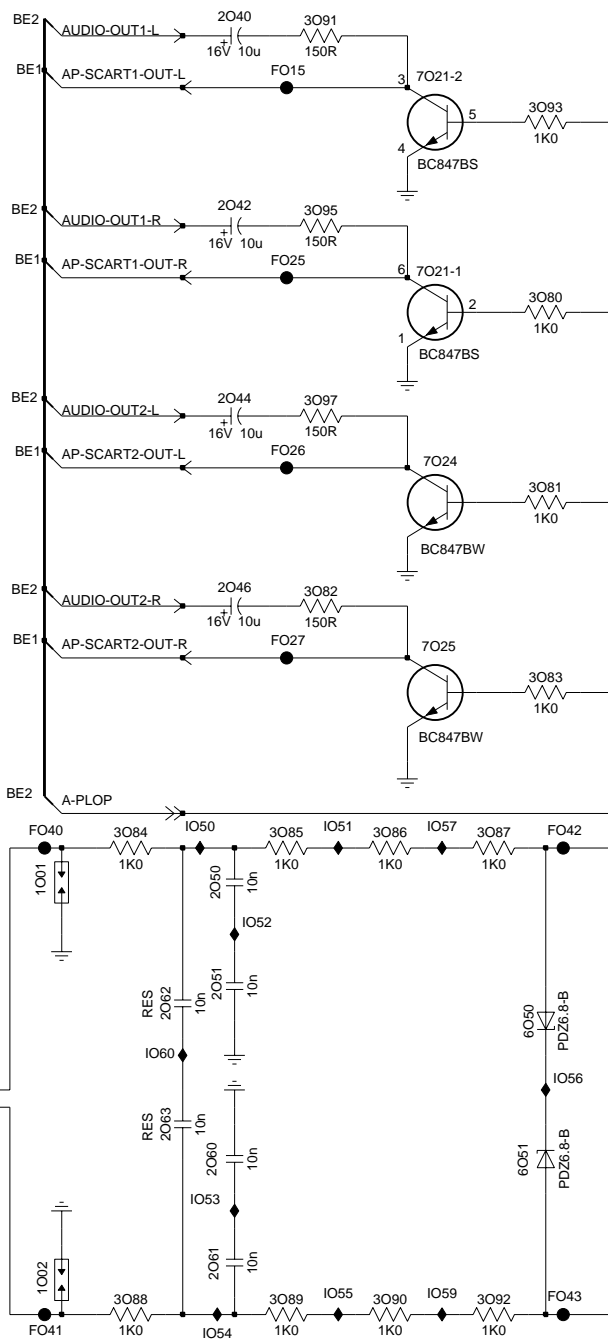 BE2
AUDIO-OUT1-L
2O40
+
16V 10u
3O91
150R
BE1
AP-SCART1-OUT-L
FO15
3
7O21-2
5
4
BC847BS
3O93
1K0
BE2
AUDIO-OUT1-R
2O42
+
16V 10u
3O95
150R
BE1
AP-SCART1-OUT-R
FO25
6
7O21-1
2
1
BC847BS
3O80
1K0
BE2
AUDIO-OUT2-L
2O44
+
16V 10u
3O97
150R
BE1
AP-SCART2-OUT-L
FO26
7O24
BC847BW
3O81
1K0
BE2
AUDIO-OUT2-R
2O46
+
16V 10u
3O82
150R
BE1
AP-SCART2-OUT-R
FO27
7O25
BC847BW
3O83
1K0
BE2
A-PLOP
FO40
3O84
1K0
IO50
3O85
1K0
IO51
3O86
1K0
IO57
3O87
1K0
FO42
1O01
2O50
10n
IO52
2O51
10n
RES
2O62
10n
IO60
RES
2O63
10n
2O60
10n
IO53
2O61
10n
6O50
PDZ6.8-B
IO56
6O51
PDZ6.8-B
1O02
FO41
3O88
1K0
IO54
3O89
1K0
IO55
3O90
1K0
IO59
3O92
1K0
FO43